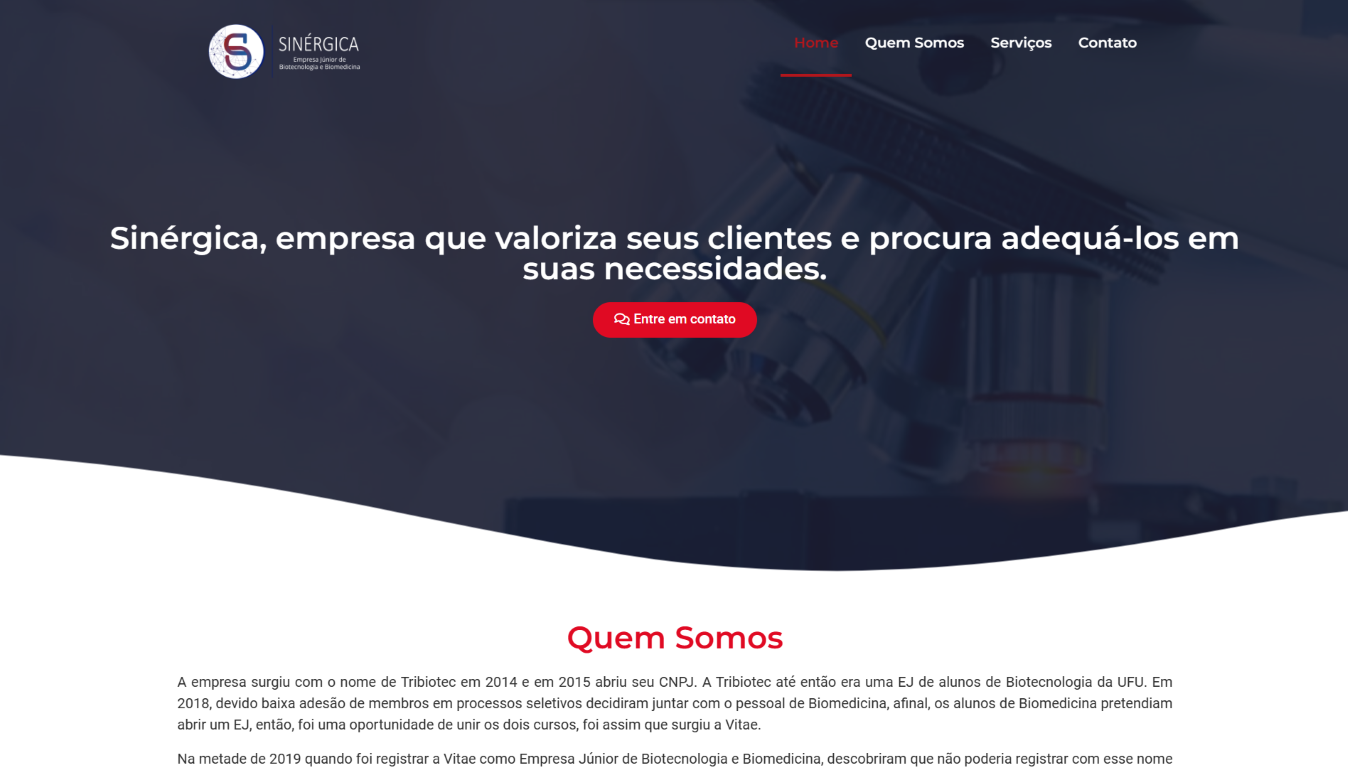 SINÉRGICA
Empresa Júnior de
Biotecnologia e Biomedicina
Home Quem Somos Serviços Contato
Sinérgica, empresa que valoriza seus clientes e procura adequá-los em
suas necessidades.
Entre em contato
Quem Somos
A empresa surgiu com o nome de Tribiotec em 2014 e em 2015 abriu seu CNPJ. A Tribiotec até então era uma EJ de alunos de Biotecnologia da UFU. Em
2018, devido baixa adesão de membros em processos seletivos decidiram juntar com o pessoal de Biomedicina, afinal, os alunos de Biomedicina pretendiam
abrir um EJ, então, foi uma oportunidade de unir os dois cursos, foi assim que surgiu a Vitae.
Na metade de 2019 quando foi registrar a Vitae como Empresa Júnior de Biotecnologia e Biomedicina, descobriram que não poderia registrar com esse nome